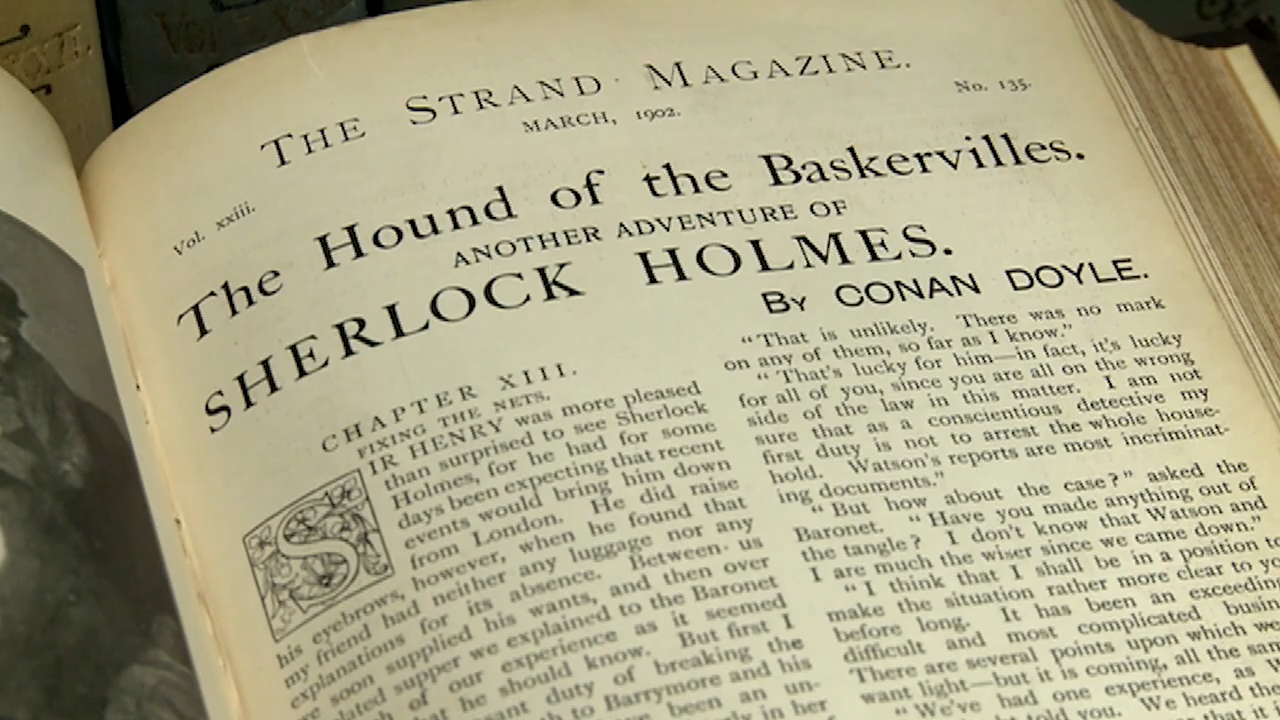 THE STRAND MAGAZINE.
MARCH, 1902.
Vol. xxiii.
No. 135.
The Hound of the Baskervilles.
ANOTHER ADVENTURE OF
SHERLOCK HOLMES.
By CONAN DOYLE.
CHAPTER XIII.
FIXING THE NETS.
SIR HENRY was more pleased
than surprised to see Sherlock
Holmes, for he had for some
days been expecting that recent
events would bring him down
from London. He did raise
his eyebrows, however, when he found that
my friend had neither any luggage nor any
explanations for its absence. Between us
we soon supplied his wants, and then over
supper we explained to the Baronet
of our experience as it seemed
he should know. But first I
duty of breaking the
to Barrymore and his
been an un-
in her
"That is unlikely. There was no mark
on any of them, so far as I know."
"That's lucky for him—in fact, it's lucky
for all of you, since you are all on the wrong
side of the law in this matter. I am not
sure that as a conscientious detective my
first duty is not to arrest the whole house-
hold. Watson's reports are most incriminat-
ing documents."
"But how about the case?" asked the
Baronet. "Have you made anything out of
the tangle? I don't know that Watson and
I are much the wiser since we came down."
"I think that I shall be in a position to
make the situation rather more clear to yo
before long. It has been an exceeding
difficult and most complicated busin
There are several points upon which we
want light—but it is coming, all the sam
"We've had one experience, as W
told you. We heard the